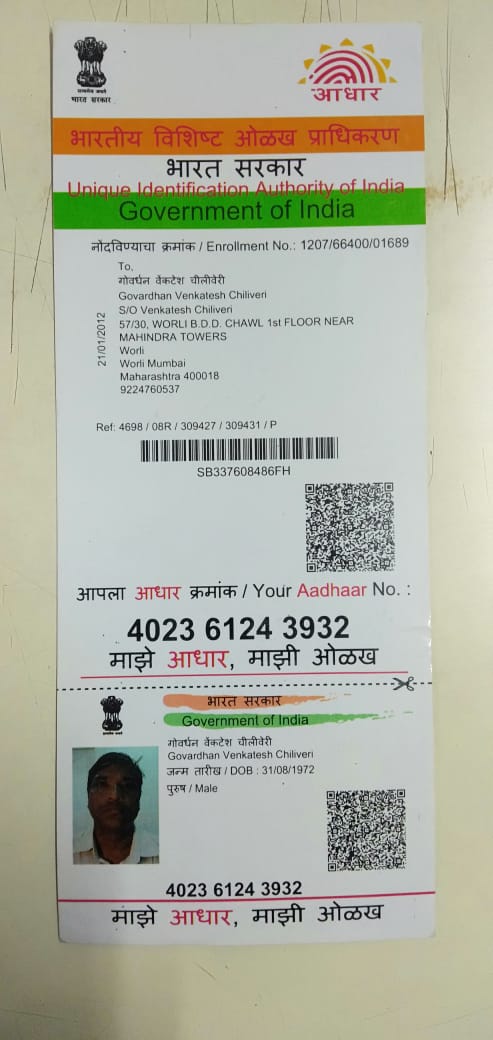 सत्यमेव जयते
भारत सरकार
आधार
भारतीय विशिष्ट ओळख प्राधिकरण
भारत सरकार
Unique Identification Authority of India
Government of India
नोंदविण्याचा क्रमांक / Enrollment No.: 1207/66400/01689
To,
गोवर्धन वेंकटेश चीलीवेरी
Govardhan Venkatesh Chiliveri
S/O Venkatesh Chiliveri
57/30, WORLI B.D.D. CHAWL 1st FLOOR NEAR
MAHINDRA TOWERS
Worli
Worli Mumbai
Maharashtra 400018
9224760537
21/01/2012
Ref: 4698 / 08R / 309427 / 309431 / P
SB337608486FH
आपला आधार क्रमांक / Your Aadhaar No. :
4023 6124 3932
माझे आधार, माझी ओळख
भारत सरकार
Government of India
गोवर्धन वेंकटेश चीलीवेरी
Govardhan Venkatesh Chiliveri
जन्म तारीख / DOB : 31/08/1972
पुरुष / Male
4023 6124 3932
माझे आधार, माझी ओळख